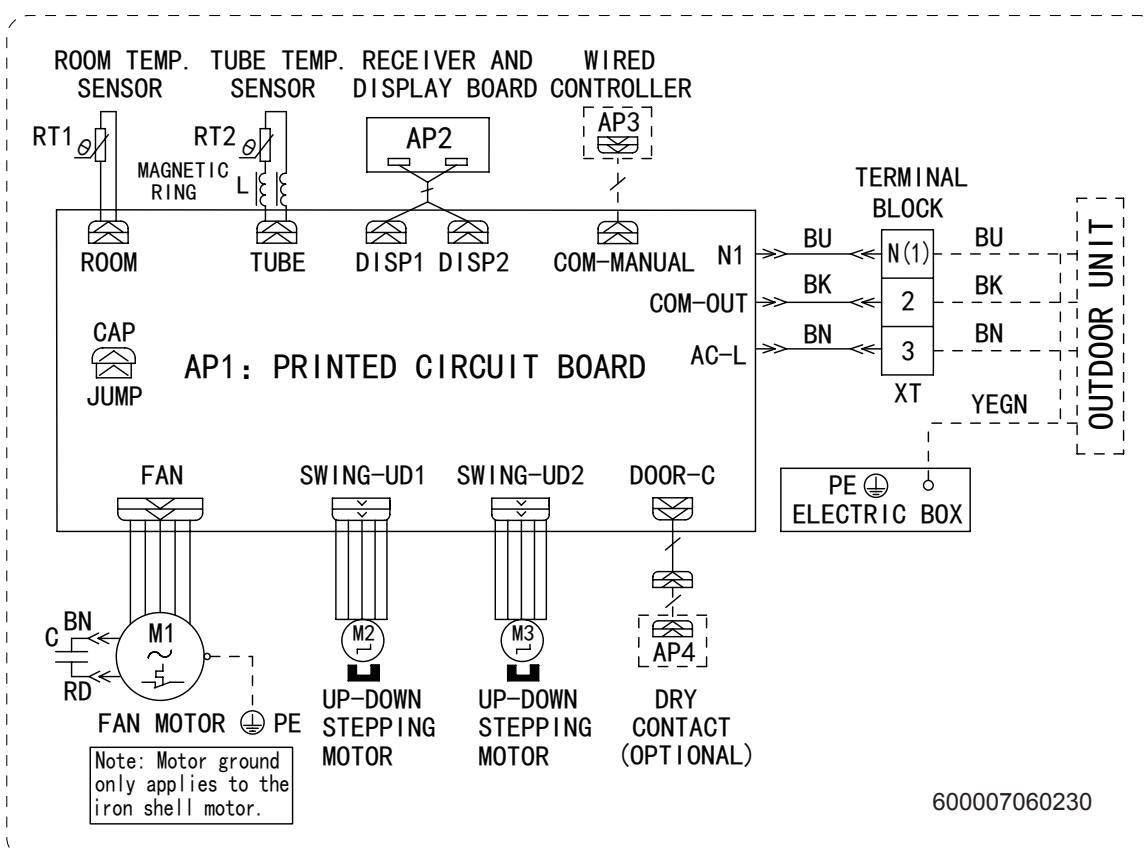 ROOM TEMP. SENSOR
TUBE TEMP. SENSOR
RECEIVER AND DISPLAY BOARD
WIRED CONTROLLER
RT1
θ
RT2
θ
AP2
AP3
MAGNETIC RING
L
TERMINAL BLOCK
ROOM
TUBE
DISP1
DISP2
COM-MANUAL
N1
BU
N(1)
BU
COM-OUT
BK
2
BK
AC-L
BN
3
BN
XT
YEGN
OUTDOOR UNIT
CAP
JUMP
AP1: PRINTED CIRCUIT BOARD
FAN
SWING-UD1
SWING-UD2
DOOR-C
PE
ELECTRIC BOX
C
BN
RD
M1
M2
M3
AP4
FAN MOTOR
PE
UP-DOWN STEPPING MOTOR
UP-DOWN STEPPING MOTOR
DRY CONTACT (OPTIONAL)
Note: Motor ground
only applies to the
iron shell motor.
600007060230